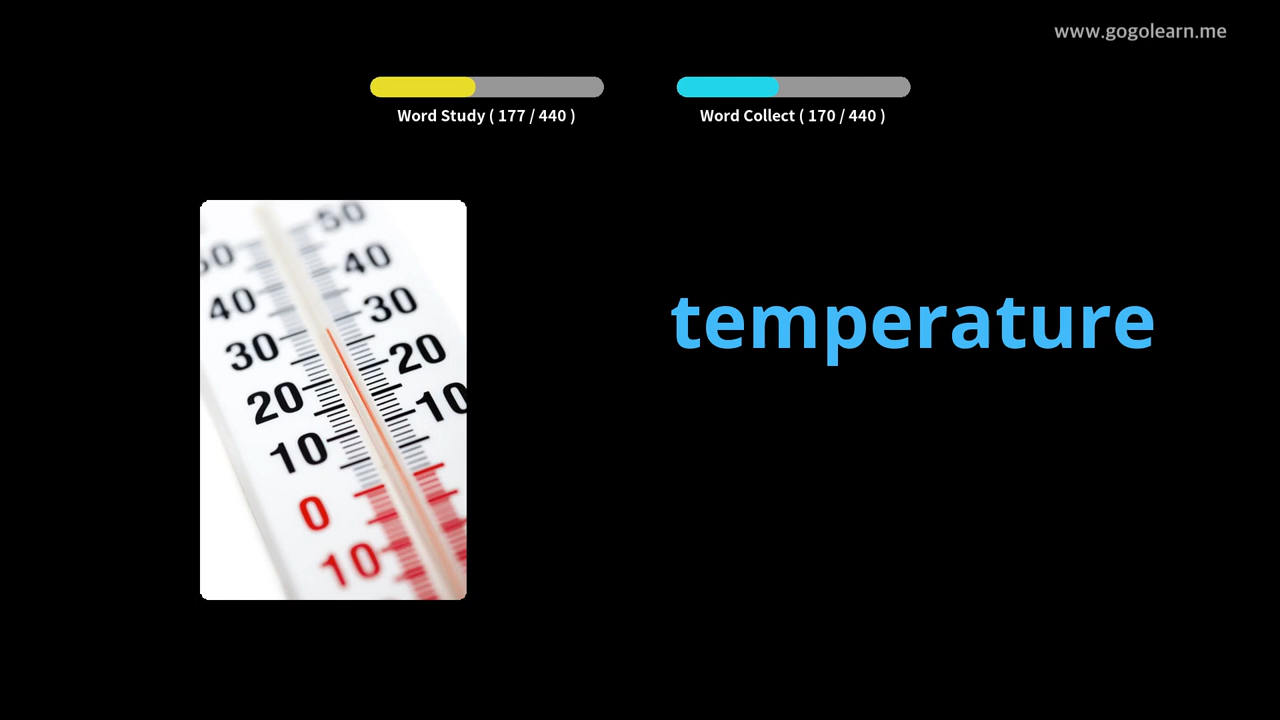 www.gogolearn.me
Word Study ( 177 / 440 )
Word Collect ( 170 / 440 )
temperature
50
40 40
30 30
20 20
10 10
0
10